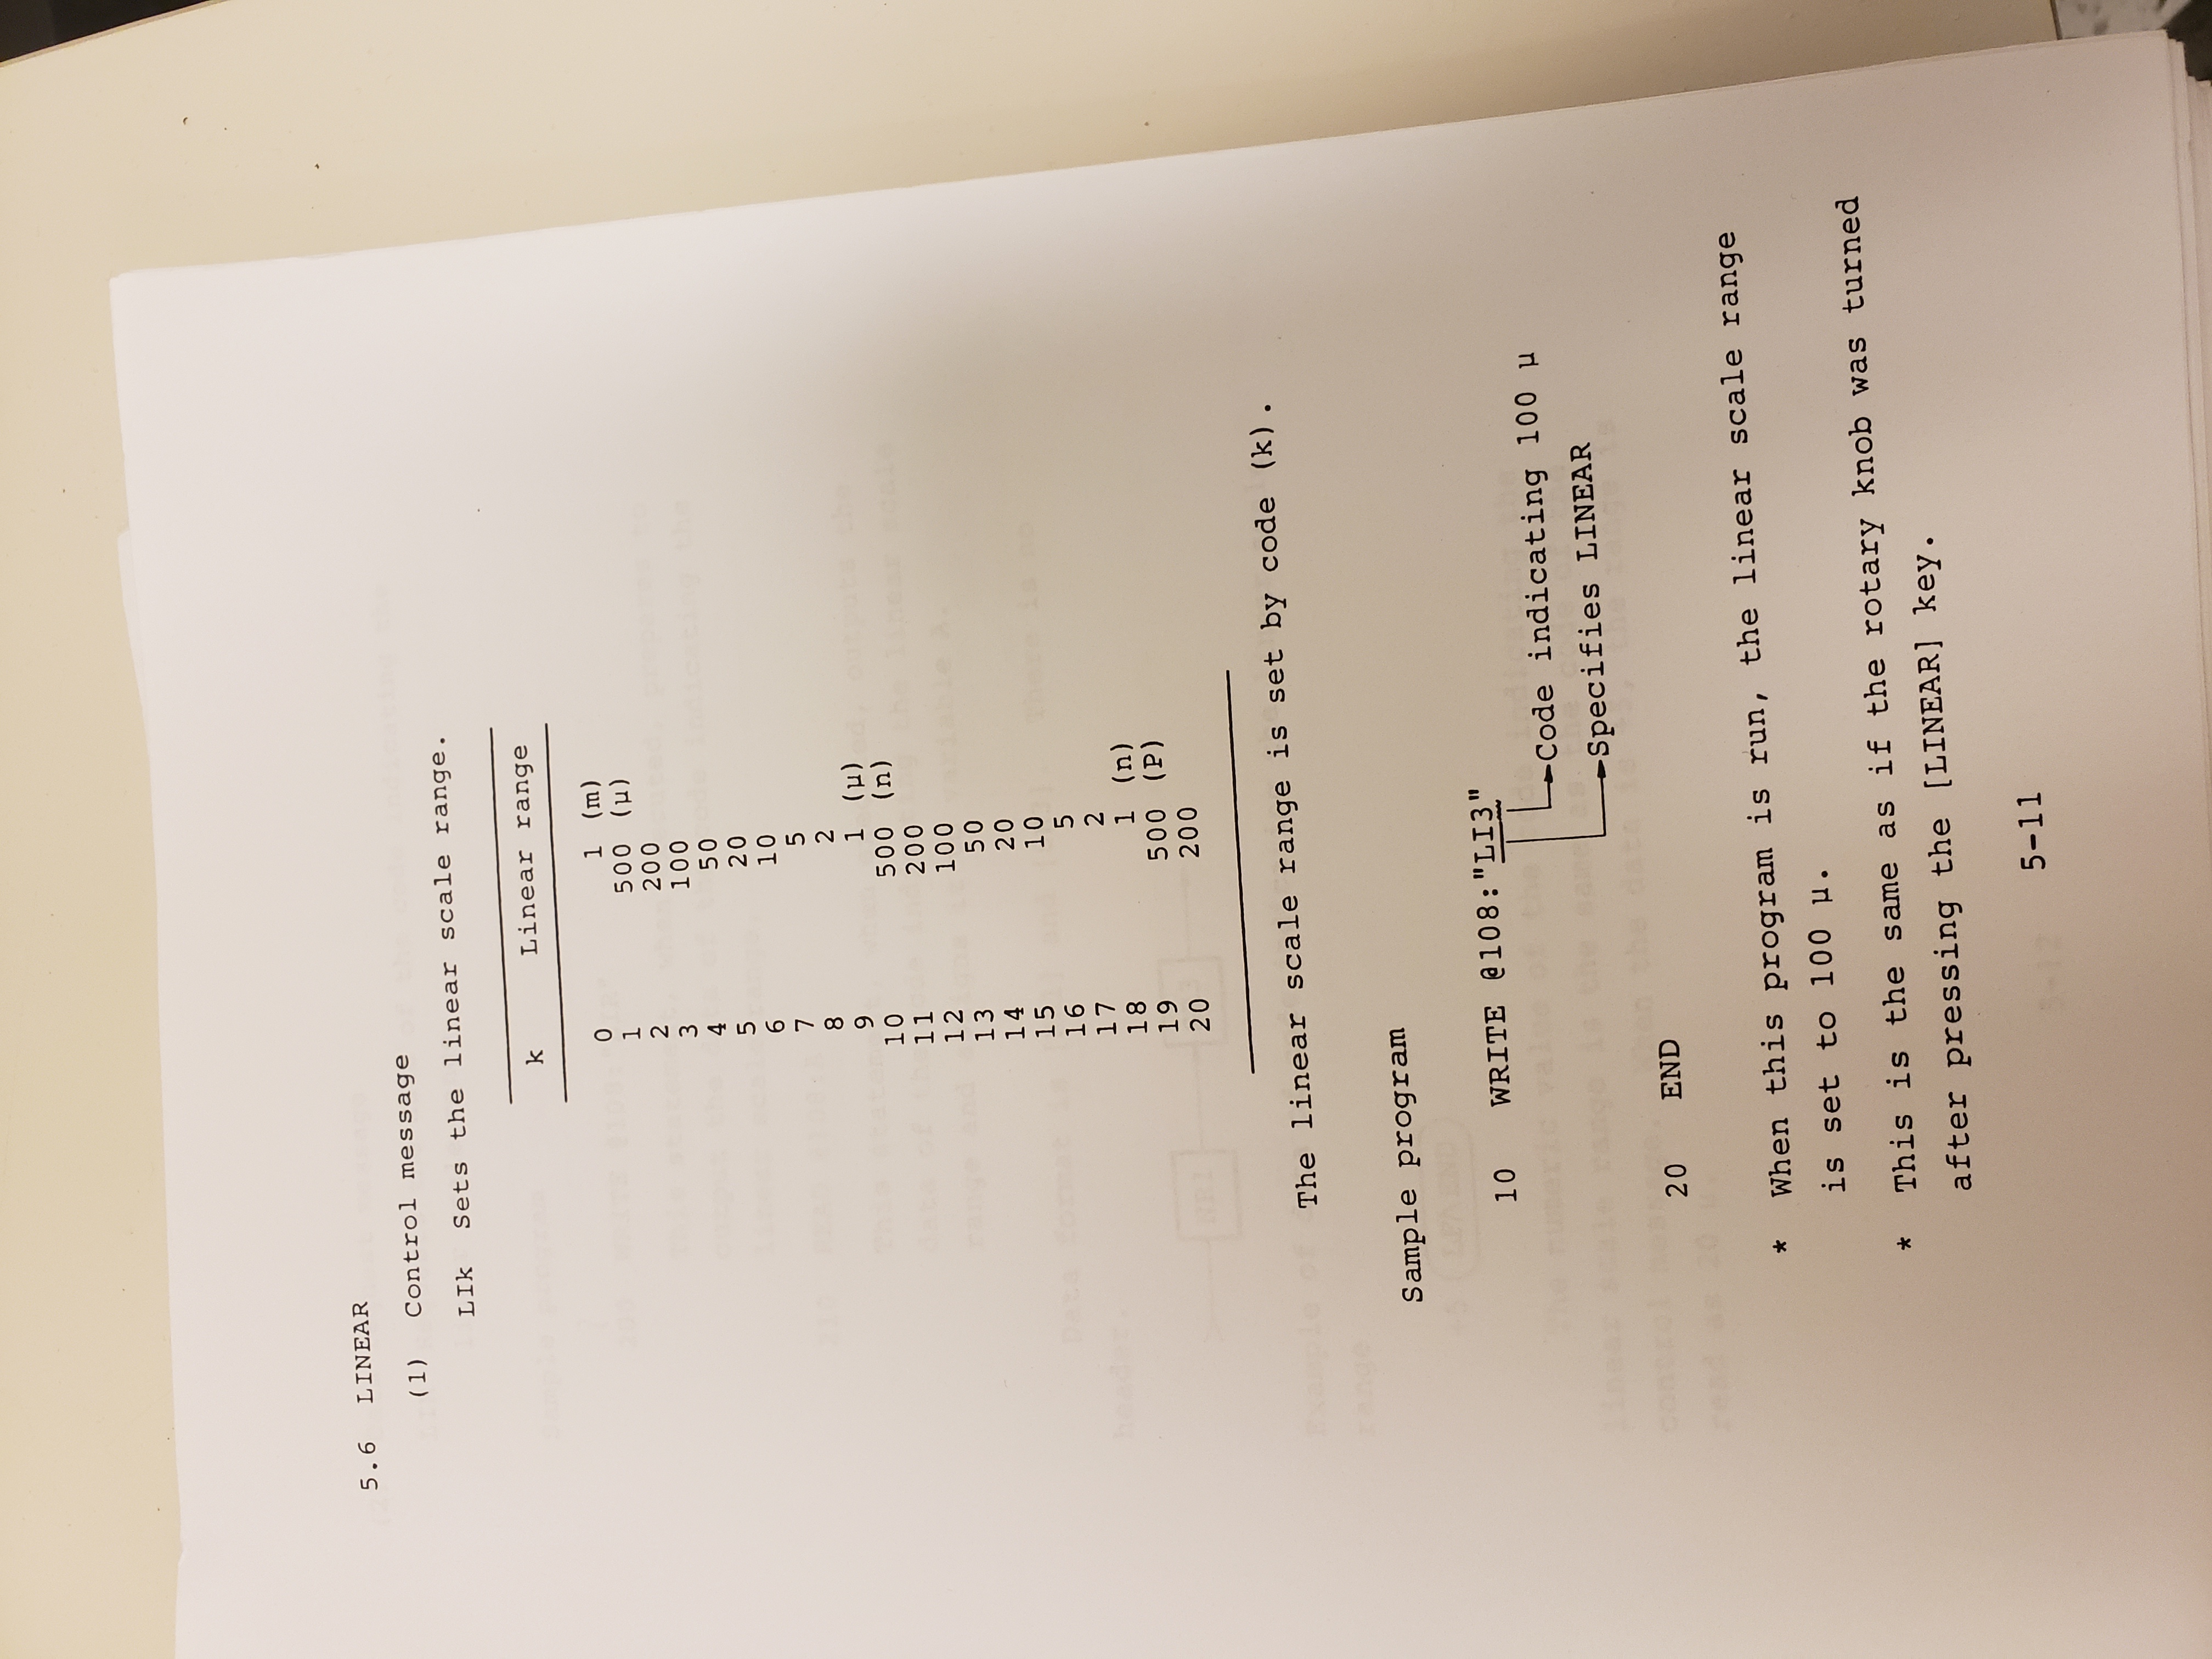 5.6 LINEAR
(1) Control message
LIk Sets the linear scale range.
k Linear range
0 1 (m)
1 500 (µ)
2 200
3 100
4 50
5 20
6 10
7 5
8 2
9 1 (µ)
10 500 (n)
11 200
12 100
13 50
14 20
15 10
16 5
17 2
18 1 (n)
19 500 (P)
20 200
The linear scale range is set by code (k).
Sample program
10 WRITE @108:"LI3"
Code indicating 100 µ
Specifies LINEAR
20 END
* When this program is run, the linear scale range
is set to 100 µ.
* This is the same as if the rotary knob was turned
after pressing the [LINEAR] key.
5-11